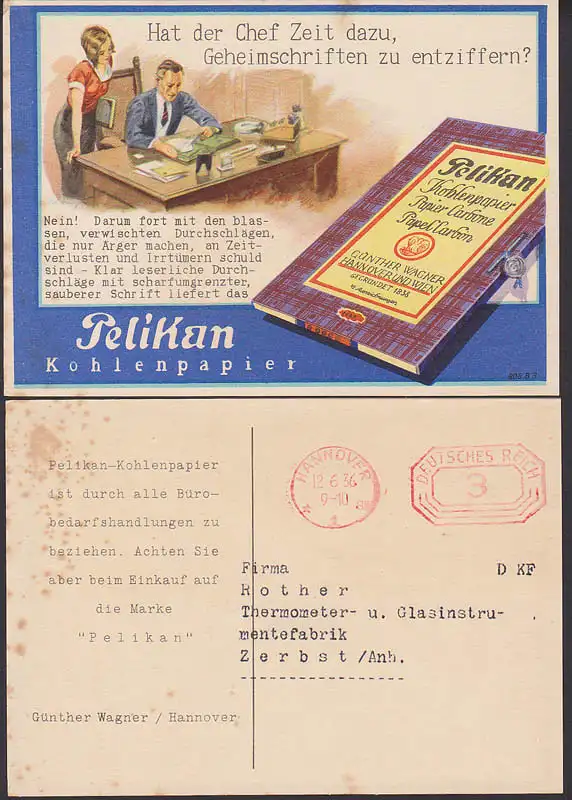 Hat der Chef Zeit dazu,
Geheimschriften zu entziffern?
Nein! Darum fort mit den blas-
sen, verwischten Durchschlägen,
die nur Ärger machen, an Zeit-
verlusten und Irrtümern schuld
sind - Klar leserliche Durch-
schläge mit scharfumgrenzter,
sauberer Schrift liefert das
Pelikan
Kohlenpapier
Pelikan
Kohlenpapier
Papier Carbone
Papel Carbon
GÜNTHER WAGNER
HANNOVER UND WIEN
GEGRÜNDET 1838
Pelikan-Kohlenpapier
ist durch alle Büro-
bedarfshandlungen zu
beziehen. Achten Sie
aber beim Einkauf auf
die Marke
"Pelikan"
Günther Wagner / Hannover
HANNOVER
12.6.36
9-10
* 1
DEUTSCHES REICH
3
Firma D KF
Rother
Thermometer- u. Glasinstru-
mentefabrik
Zerbst /Anh.